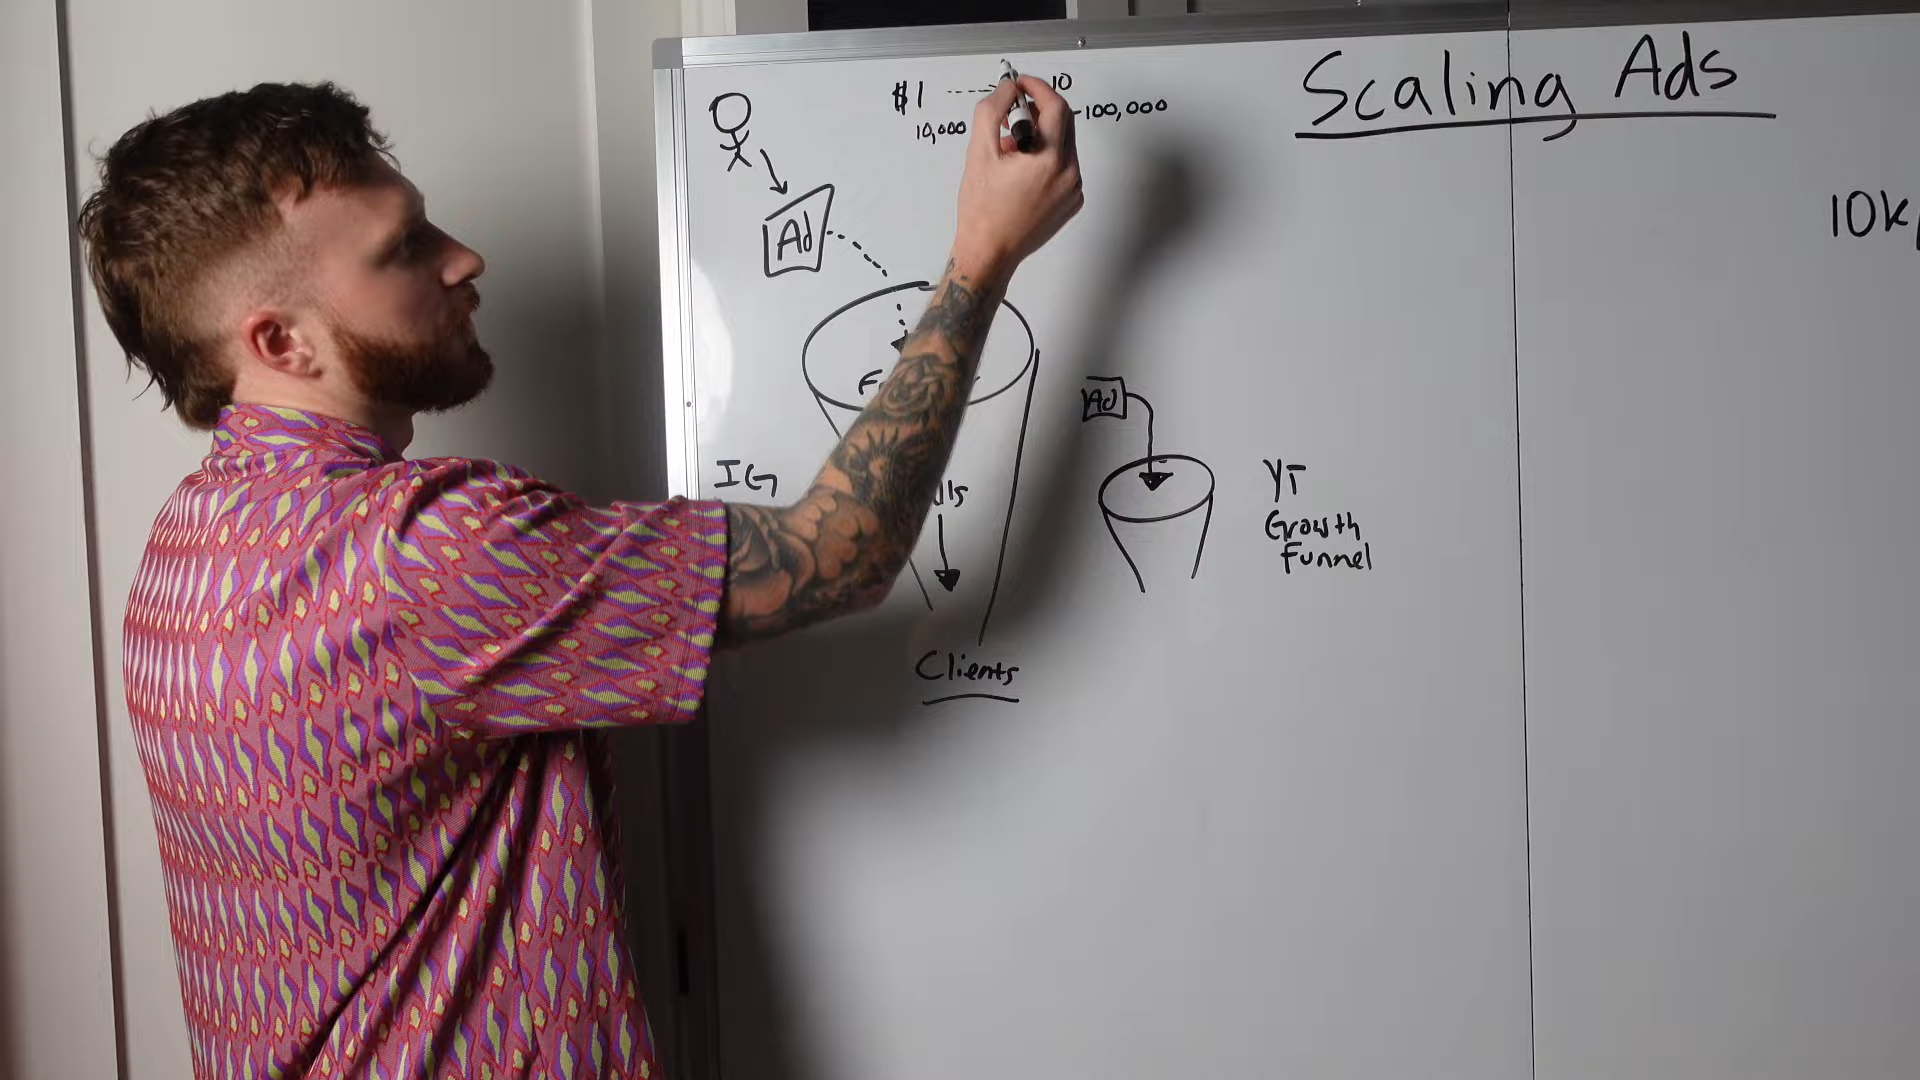 Scaling Ads
$1 10
10,000 100,000
Ad
10k
Ad
IG
YT
Growth
Funnel
Clients